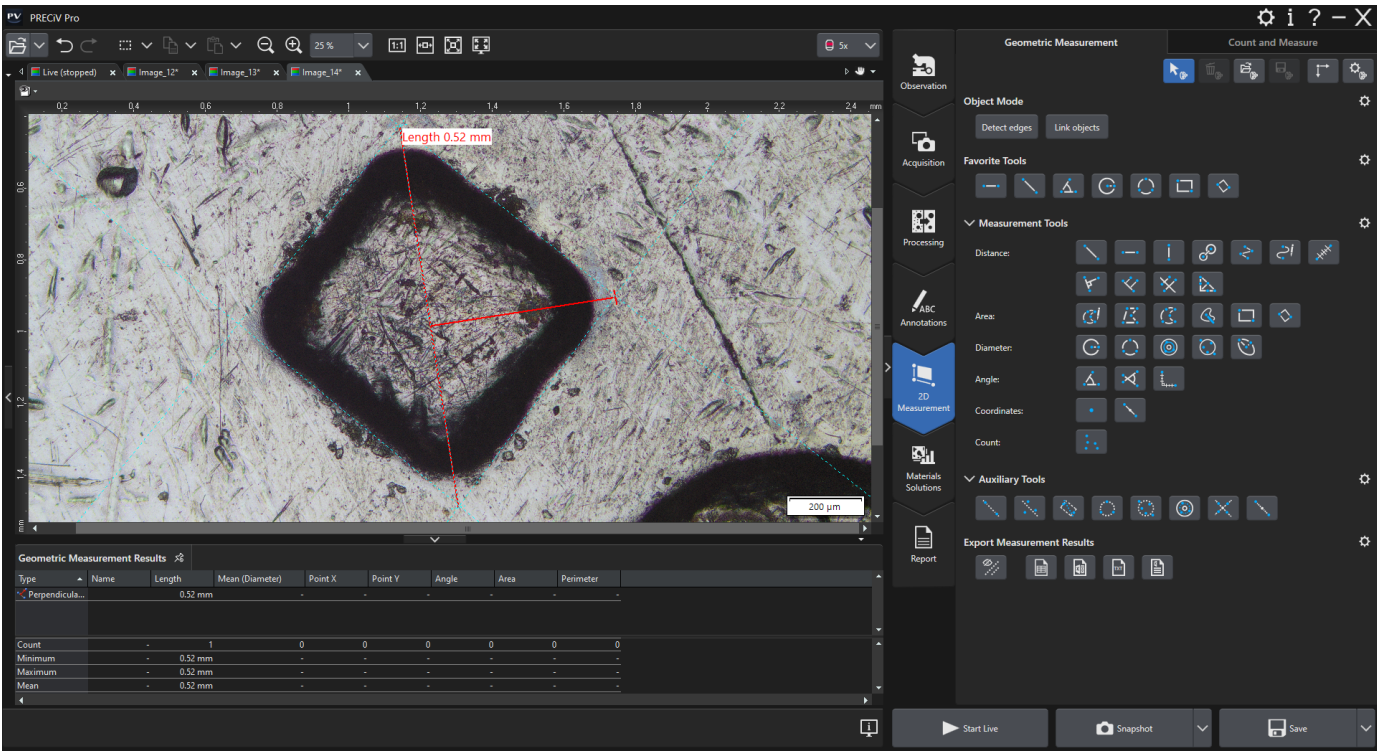 PV PRECiV Pro
i ? X
25 % 1:1 5x
Live (stopped) x Image_12* x Image_13* x Image_14* x
0,2 0,4 0,6 0,8 1 1,2 1,4 1,6 1,8 2 2,2 2,4 mm
Length 0.52 mm
0,6
0,8
1
1,2
1,4
mm
200 µm
Geometric Measurement Results
Type Name Length Mean (Diameter) Point X Point Y Angle Area Perimeter
Perpendicula... 0.52 mm - - - - - -
Count - 1 0 0 0 0 0 0
Minimum - 0.52 mm - - - - - -
Maximum - 0.52 mm - - - - - -
Mean - 0.52 mm - - - - - -
Observation
Acquisition
Processing
ABC
Annotations
2D
Measurement
Materials
Solutions
Report
Geometric Measurement Count and Measure
Object Mode
Detect edges Link objects
Favorite Tools
Measurement Tools
Distance:
Area:
Diameter:
Angle:
Coordinates:
Count:
Auxiliary Tools
Export Measurement Results
TXT
Start Live Snapshot Save